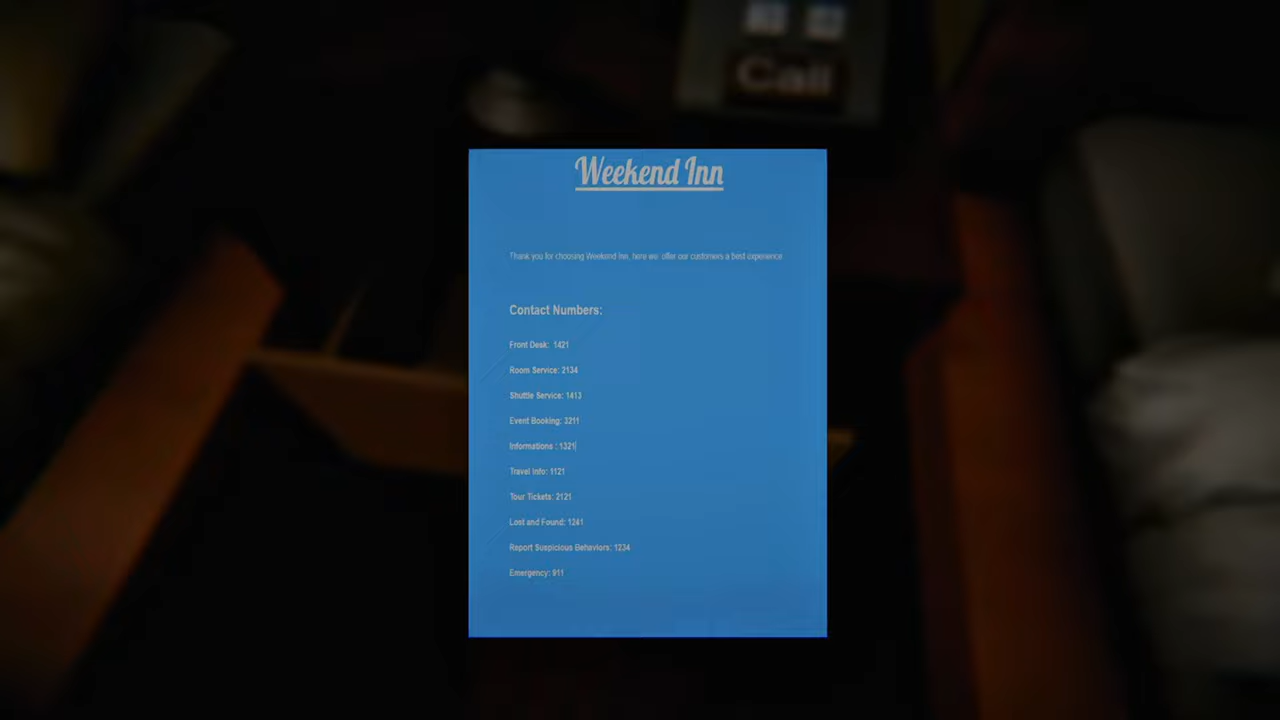 Call
Weekend Inn
Thank you for choosing Weekend Inn, here we, offer our customers a best experience.
Contact Numbers:
Front Desk: 1421
Room Service: 2134
Shuttle Service: 1413
Event Booking: 3211
Informations : 1321
Travel Info: 1121
Tour Tickets: 2121
Lost and Found: 1241
Report Suspicious Behaviors: 1234
Emergency: 911